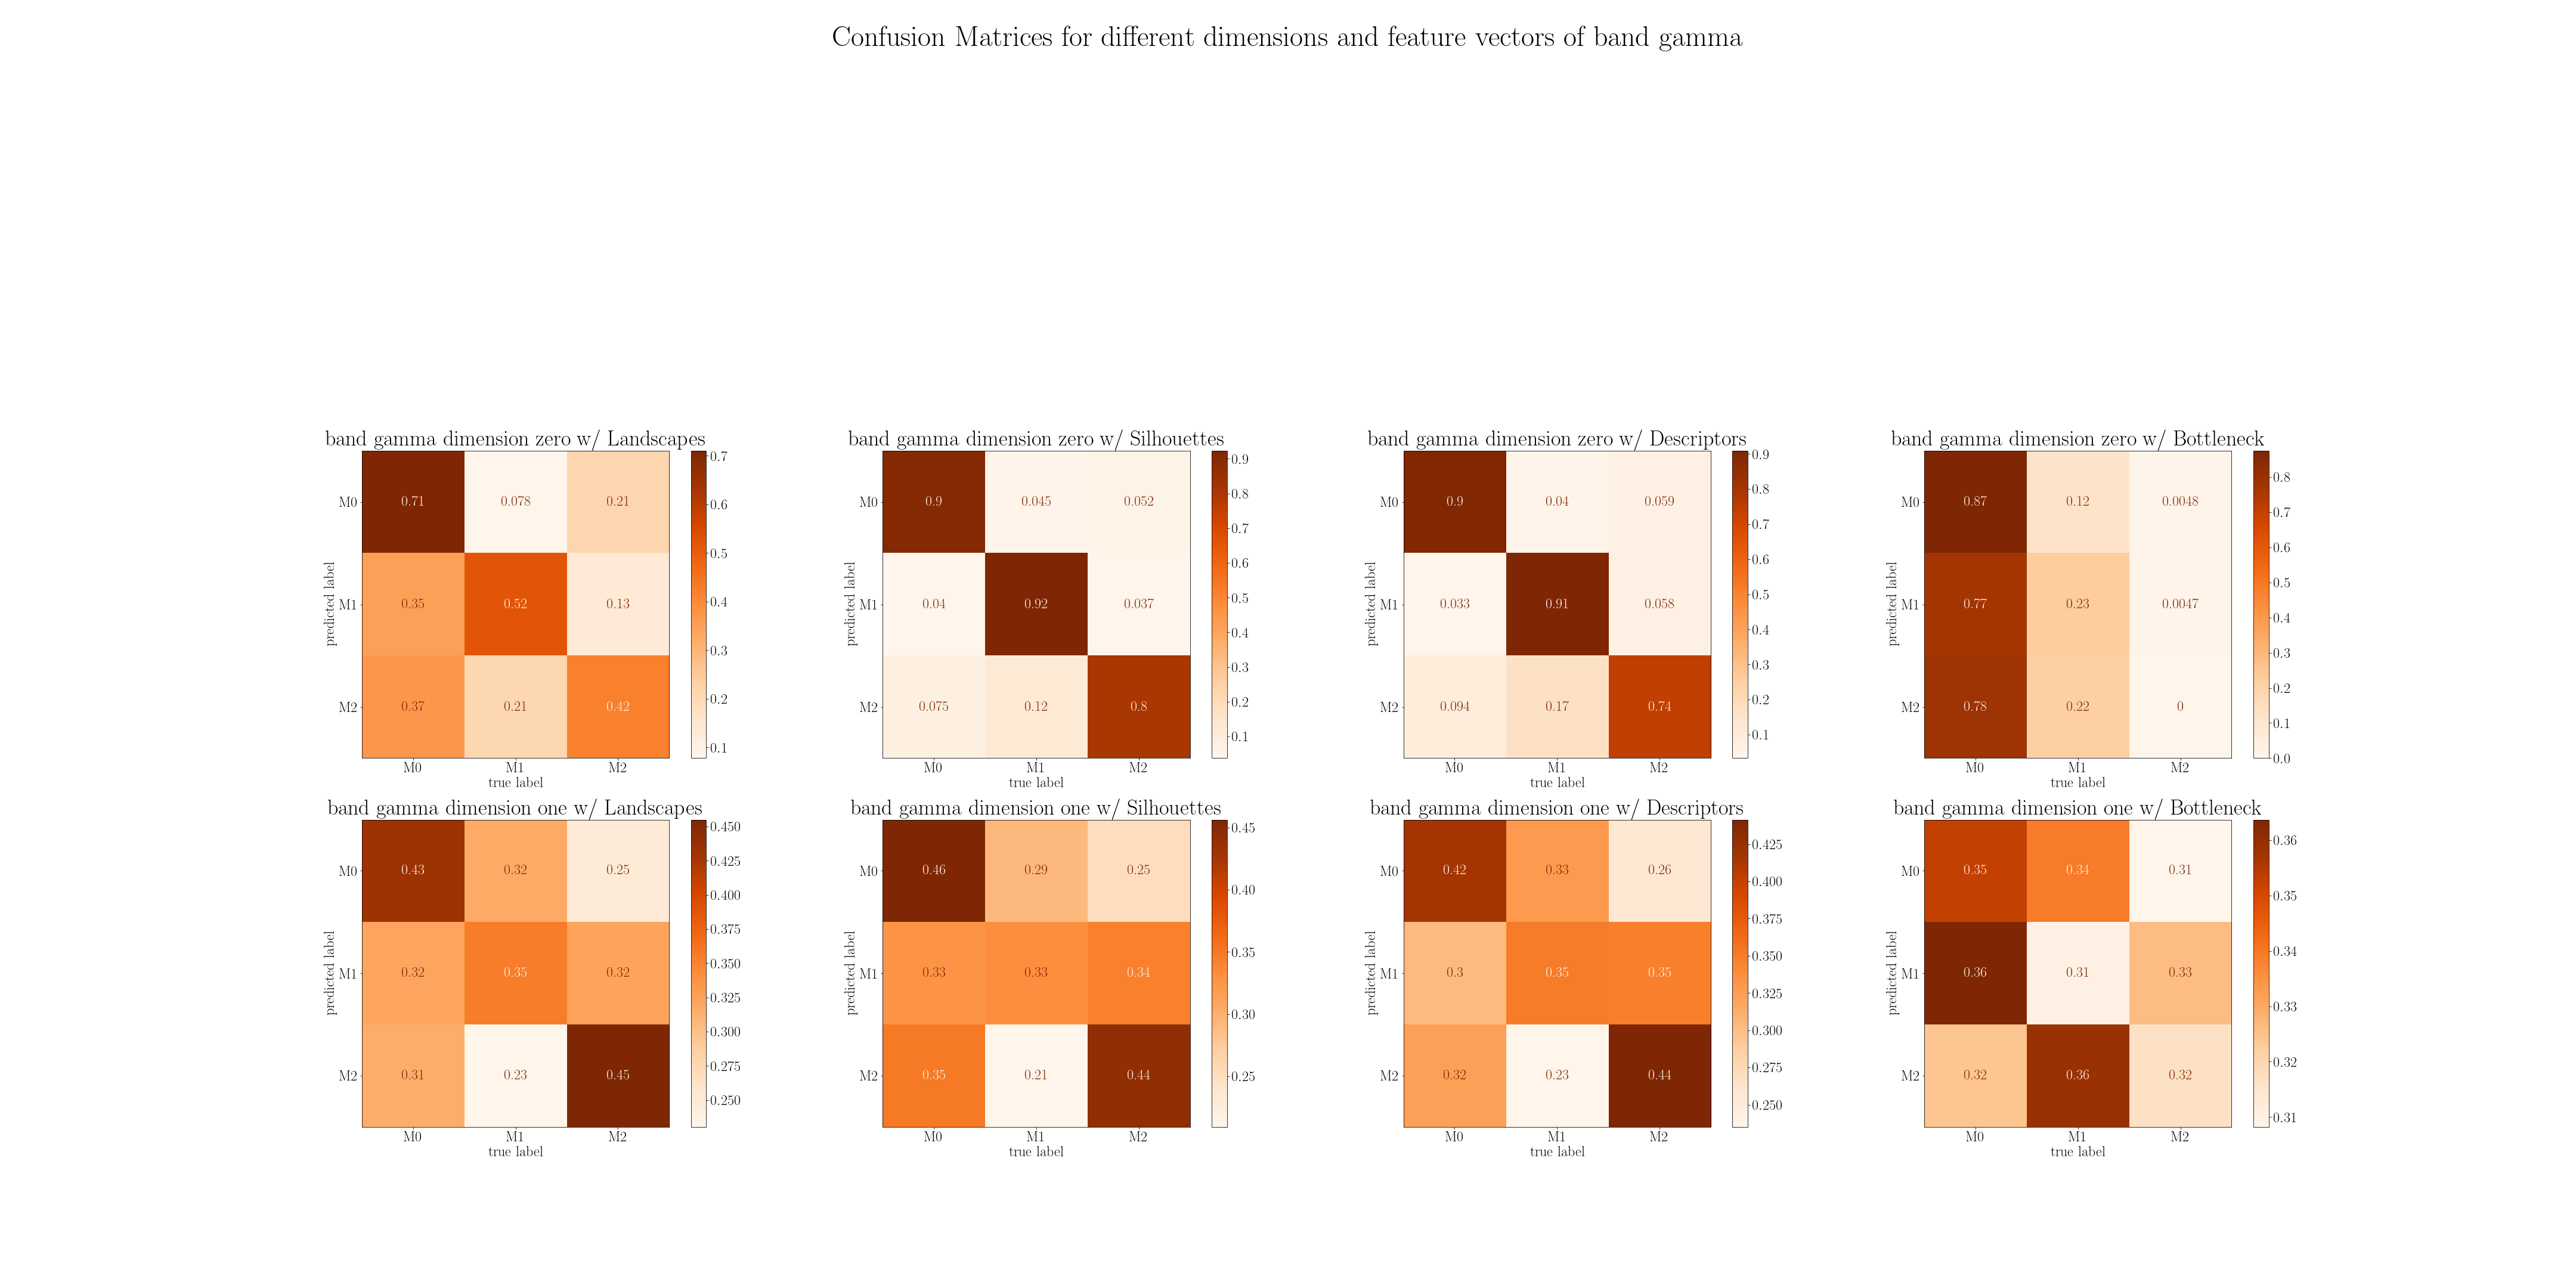 Confusion Matrices for different dimensions and feature vectors of band gamma
band gamma dimension zero w/ Landscapes
predicted label
M0 0.71 0.078 0.21
M1 0.35 0.52 0.13
M2 0.37 0.21 0.42
M0 M1 M2
true label
0.7
0.6
0.5
0.4
0.3
0.2
0.1
band gamma dimension zero w/ Silhouettes
predicted label
M0 0.9 0.045 0.052
M1 0.04 0.92 0.037
M2 0.075 0.12 0.8
M0 M1 M2
true label
0.9
0.8
0.7
0.6
0.5
0.4
0.3
0.2
0.1
band gamma dimension zero w/ Descriptors
predicted label
M0 0.9 0.04 0.059
M1 0.033 0.91 0.058
M2 0.094 0.17 0.74
M0 M1 M2
true label
0.9
0.8
0.7
0.6
0.5
0.4
0.3
0.2
0.1
band gamma dimension zero w/ Bottleneck
predicted label
M0 0.87 0.12 0.0048
M1 0.77 0.23 0.0047
M2 0.78 0.22 0
M0 M1 M2
true label
0.8
0.7
0.6
0.5
0.4
0.3
0.2
0.1
0.0
band gamma dimension one w/ Landscapes
predicted label
M0 0.43 0.32 0.25
M1 0.32 0.35 0.32
M2 0.31 0.23 0.45
M0 M1 M2
true label
0.450
0.425
0.400
0.375
0.350
0.325
0.300
0.275
0.250
band gamma dimension one w/ Silhouettes
predicted label
M0 0.46 0.29 0.25
M1 0.33 0.33 0.34
M2 0.35 0.21 0.44
M0 M1 M2
true label
0.45
0.40
0.35
0.30
0.25
band gamma dimension one w/ Descriptors
predicted label
M0 0.42 0.33 0.26
M1 0.3 0.35 0.35
M2 0.32 0.23 0.44
M0 M1 M2
true label
0.425
0.400
0.375
0.350
0.325
0.300
0.275
0.250
band gamma dimension one w/ Bottleneck
predicted label
M0 0.35 0.34 0.31
M1 0.36 0.31 0.33
M2 0.32 0.36 0.32
M0 M1 M2
true label
0.36
0.35
0.34
0.33
0.32
0.31